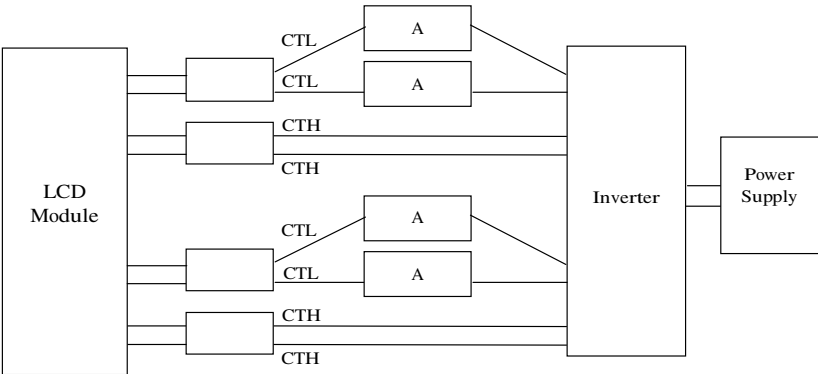 A
CTL
CTL
A
CTH
CTH
LCD
Module
Inverter
Power
Supply
A
CTL
CTL
A
CTH
CTH